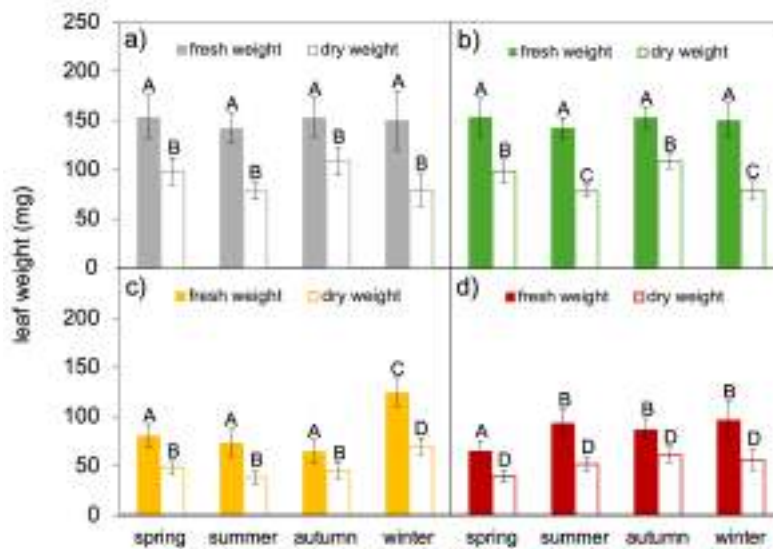 leaf weight (mg)
250
200
150
100
50
0
a)
fresh weight
dry weight
A
B
A
B
A
B
A
B
b)
fresh weight
dry weight
A
B
A
C
A
B
A
C
200
150
100
50
0
c)
fresh weight
dry weight
A
B
A
B
A
B
C
D
d)
fresh weight
dry weight
A
D
B
D
B
D
B
D
spring summer autumn winter spring summer autumn winter